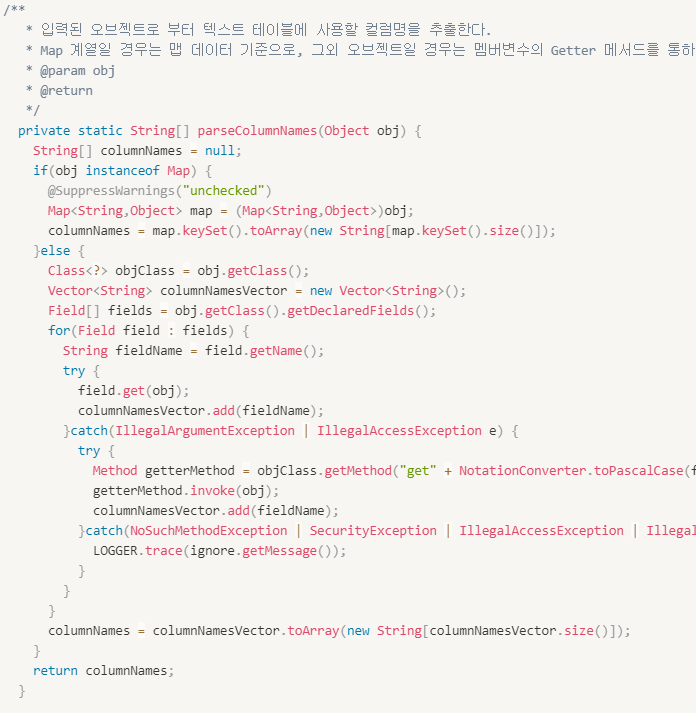 /**
* 입력된 오브젝트로 부터 텍스트 테이블에 사용할 컬럼명을 추출한다.
* Map 계열일 경우는 맵 데이터 기준으로, 그외 오브젝트일 경우는 멤버변수의 Getter 메서드를 통하
* @param obj
* @return
*/
private static String[] parseColumnNames(Object obj) {
String[] columnNames = null;
if(obj instanceof Map) {
@SuppressWarnings("unchecked")
Map<String,Object> map = (Map<String,Object>)obj;
columnNames = map.keySet().toArray(new String[map.keySet().size()]);
}else {
Class<?> objClass = obj.getClass();
Vector<String> columnNamesVector = new Vector<String>();
Field[] fields = obj.getClass().getDeclaredFields();
for(Field field : fields) {
String fieldName = field.getName();
try {
field.get(obj);
columnNamesVector.add(fieldName);
}catch(IllegalArgumentException | IllegalAccessException e) {
try {
Method getterMethod = objClass.getMethod("get" + NotationConverter.toPascalCase(f
getterMethod.invoke(obj);
columnNamesVector.add(fieldName);
}catch(NoSuchMethodException | SecurityException | IllegalAccessException | Illegal
LOGGER.trace(ignore.getMessage());
}
}
}
columnNames = columnNamesVector.toArray(new String[columnNamesVector.size()]);
}
return columnNames;
}